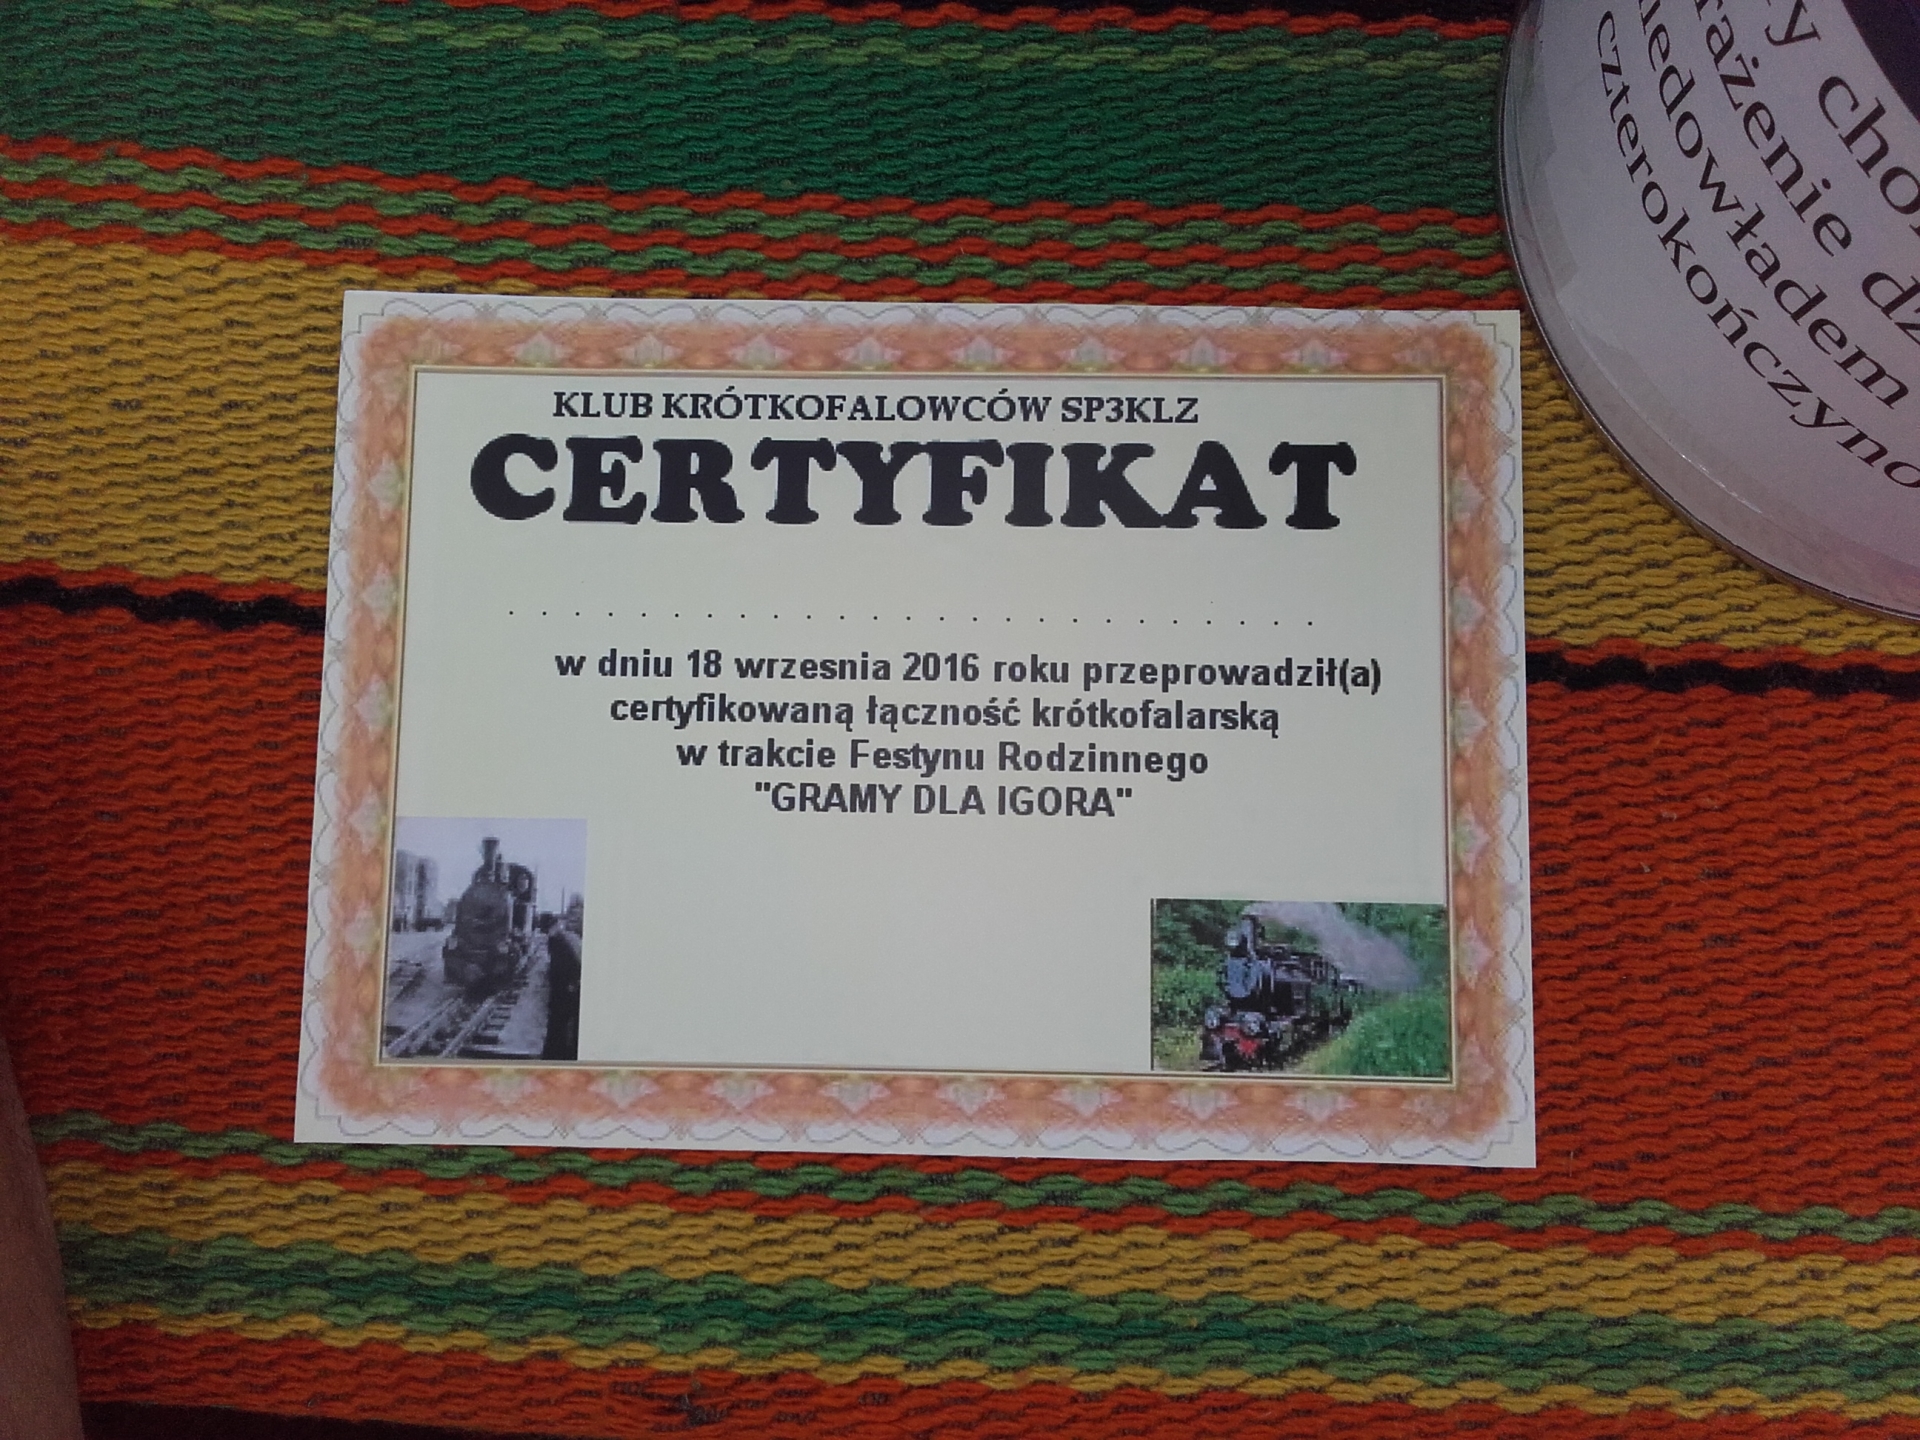 KLUB KRÓTKOFALOWCÓW SP3KLZ
CERTYFIKAT
. . . . . . . . . . . . . . . . . . . . . . . . .
w dniu 18 wrzesnia 2016 roku przeprowadził(a)
certyfikowaną łączność krótkofalarską
w trakcie Festynu Rodzinnego
"GRAMY DLA IGORA"